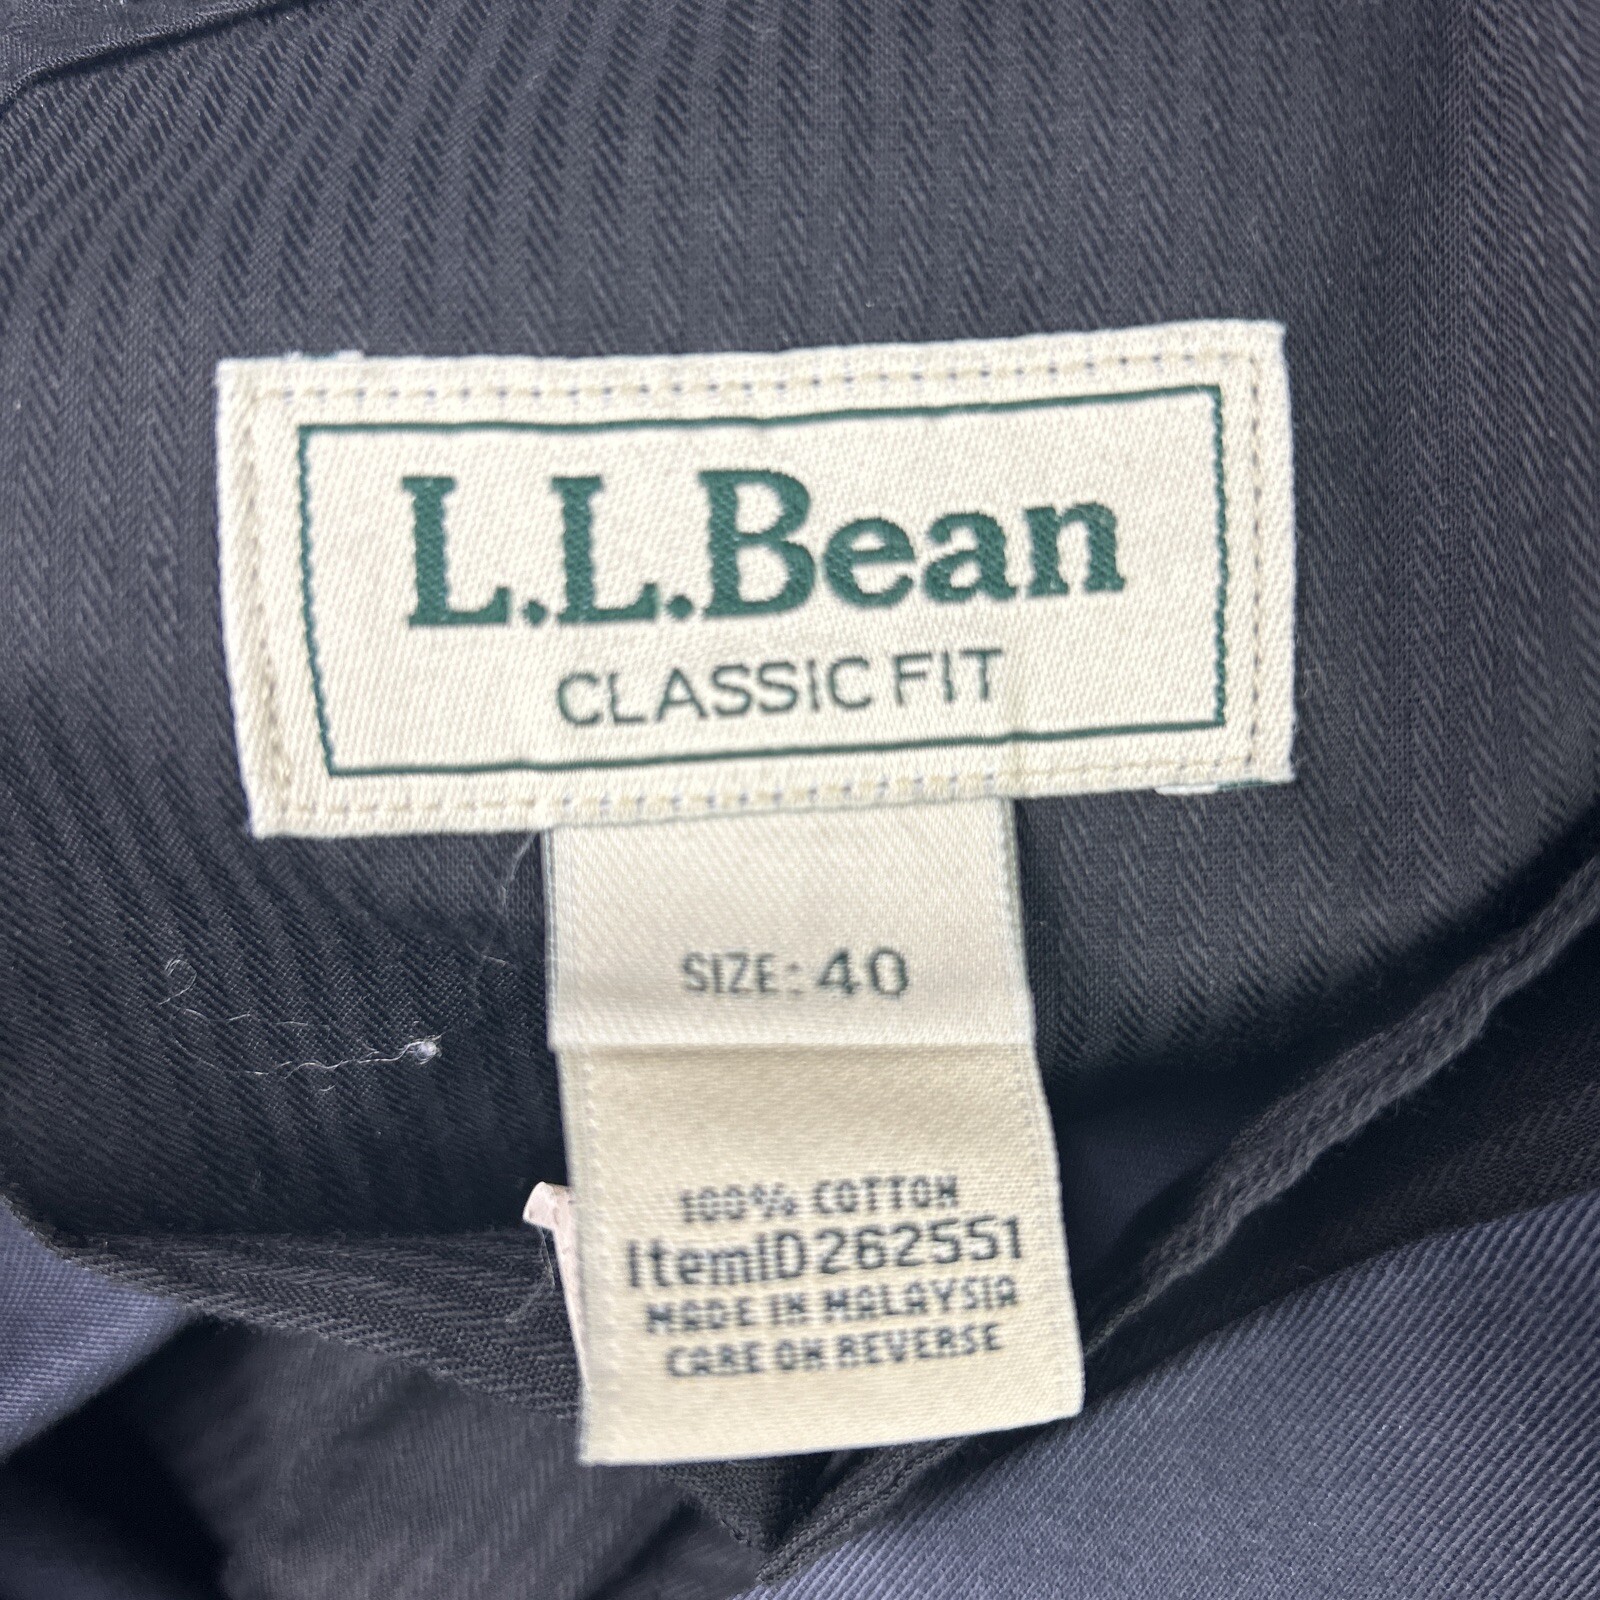 L.L.Bean
CLASSIC FIT
SIZE: 40
100% COTTON
ItemID262551
MADE IN MALAYSIA
CARE ON REVERSE